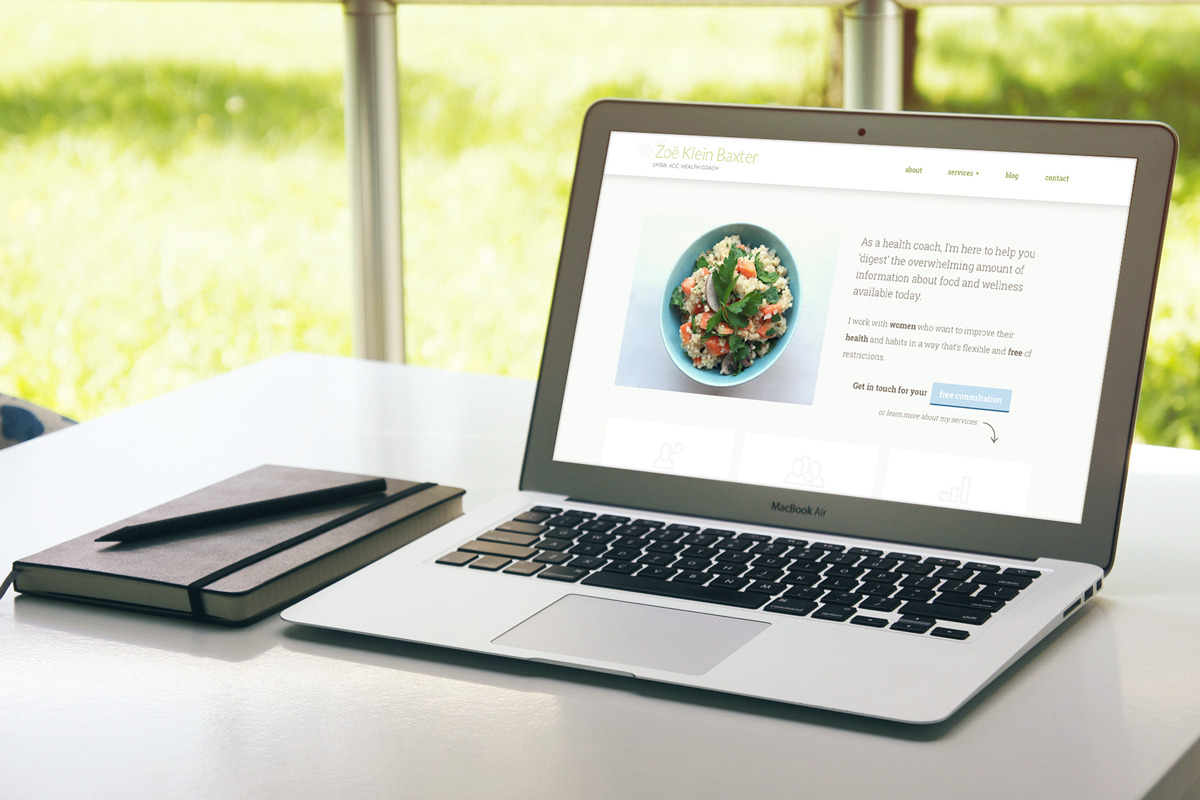 Zoë Klein Baxter
LMSW, ACC, HEALTH COACH
about services blog contact
As a health coach, I'm here to help you
'digest' the overwhelming amount of
information about food and wellness
available today.
I work with women who want to improve their
health and habits in a way that's flexible and free of
restrictions.
Get in touch for your free consultation
or learn more about my services
MacBook Air